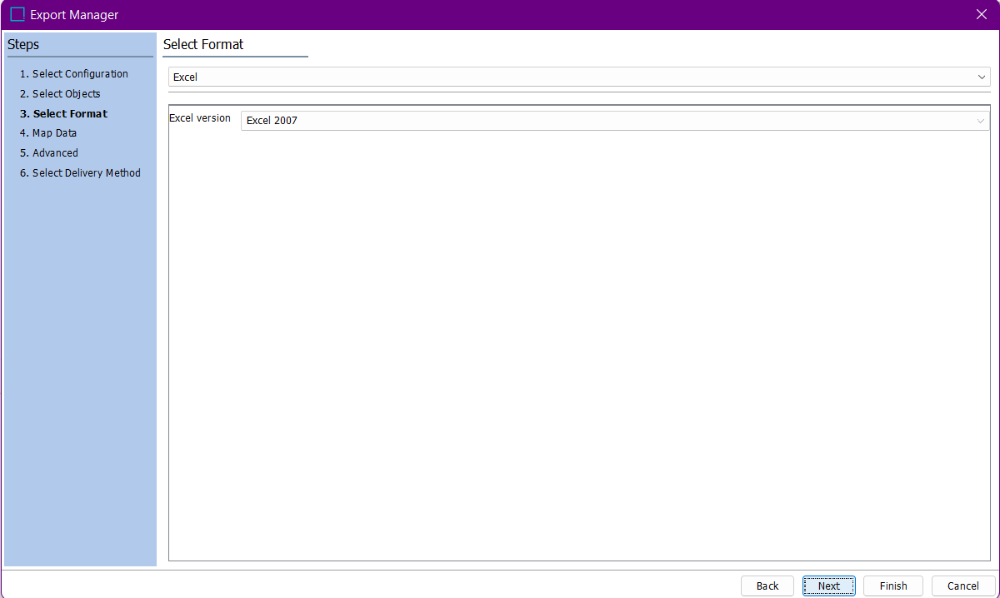 Export Manager
Steps
Select Format
1. Select Configuration
2. Select Objects
3. Select Format
4. Map Data
5. Advanced
6. Select Delivery Method
Excel
Excel version
Excel 2007
Back
Next
Finish
Cancel